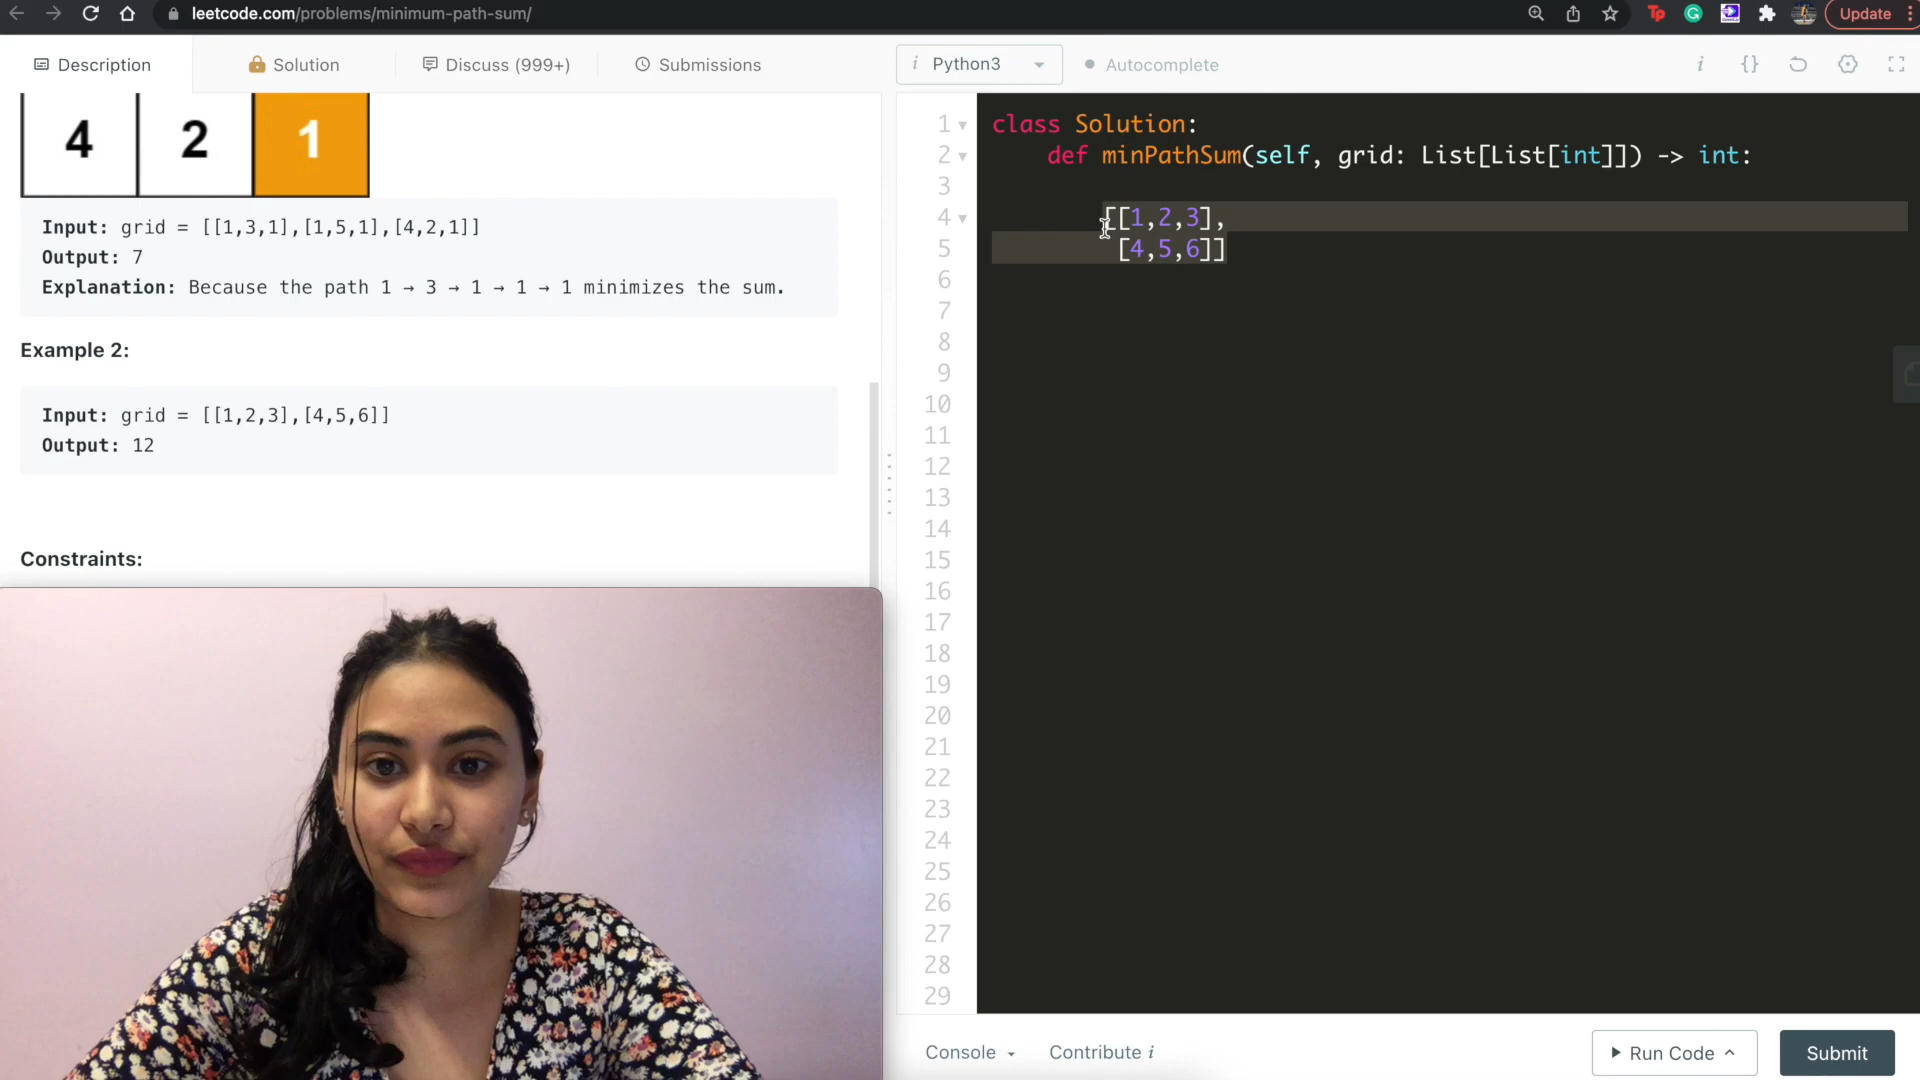 leetcode.com/problems/minimum-path-sum/
Tp
Update
Description
Solution
Discuss (999+)
Submissions
i Python3
Autocomplete
i {}
4 2 1
Input: grid = [[1,3,1],[1,5,1],[4,2,1]]
Output: 7
Explanation: Because the path 1 → 3 → 1 → 1 → 1 minimizes the sum.
Example 2:
Input: grid = [[1,2,3],[4,5,6]]
Output: 12
Constraints:
1 class Solution:
2 def minPathSum(self, grid: List[List[int]]) -> int:
3
4 [[1,2,3],
5 [4,5,6]]
6
7
8
9
10
11
12
13
14
15
16
17
18
19
20
21
22
23
24
25
26
27
28
29
Console
Contribute i
Run Code
Submit